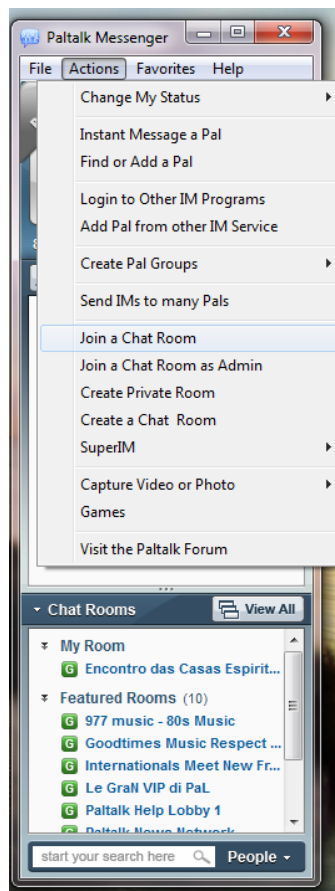 Paltalk Messenger
File Actions Favorites Help
Change My Status
Instant Message a Pal
Find or Add a Pal
Login to Other IM Programs
Add Pal from other IM Service
Create Pal Groups
Send IMs to many Pals
Join a Chat Room
Join a Chat Room as Admin
Create Private Room
Create a Chat Room
SuperIM
Capture Video or Photo
Games
Visit the Paltalk Forum
Chat Rooms View All
My Room
G Encontro das Casas Espirit...
Featured Rooms (10)
G 977 music - 80s Music
G Goodtimes Music Respect ...
G Internationals Meet New Fr...
G Le GraN VIP di PaL
G Paltalk Help Lobby 1
G Paltalk News Network
start your search here People